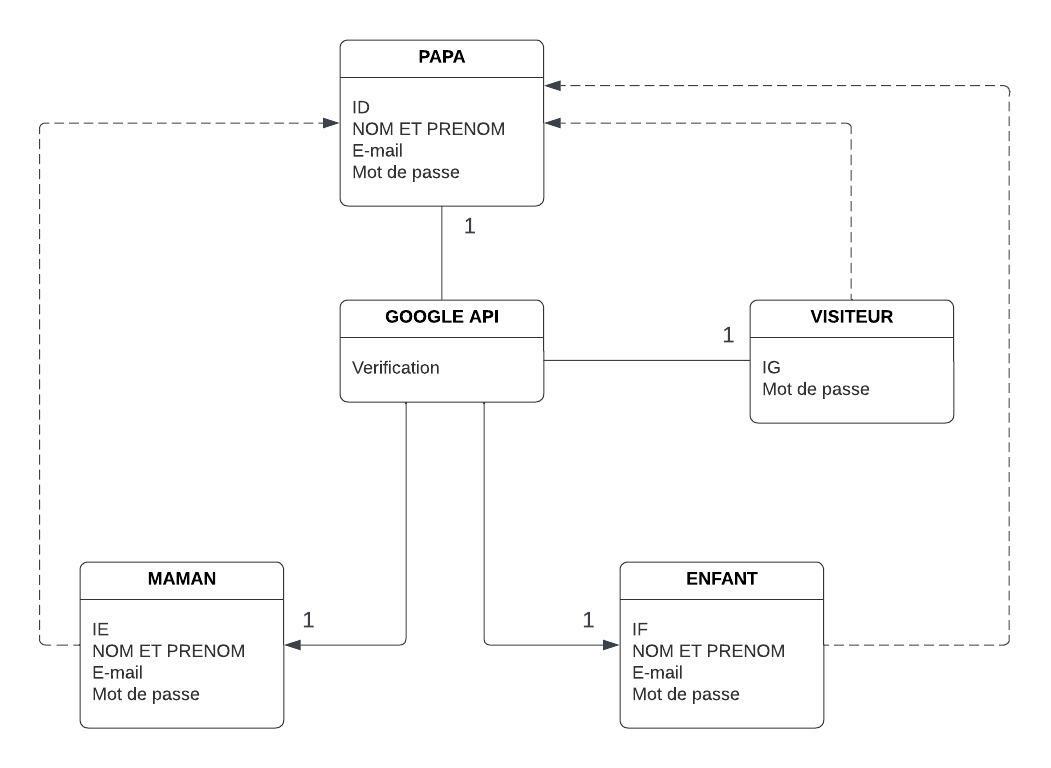 PAPA
ID
NOM ET PRENOM
E-mail
Mot de passe
1
GOOGLE API
Verification
1
VISITEUR
IG
Mot de passe
MAMAN
IE
NOM ET PRENOM
E-mail
Mot de passe
1
1
ENFANT
IF
NOM ET PRENOM
E-mail
Mot de passe